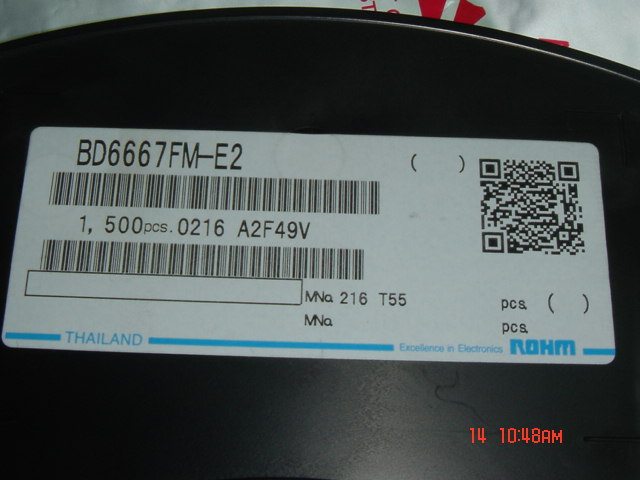 BD6667FM-E2 ( )
1,500pcs. 0216 A2F49V
MNo. 216 T55 pcs. ( )
MNo. pcs.
THAILAND Excellence in Electronics ROHM
14 10:48AM